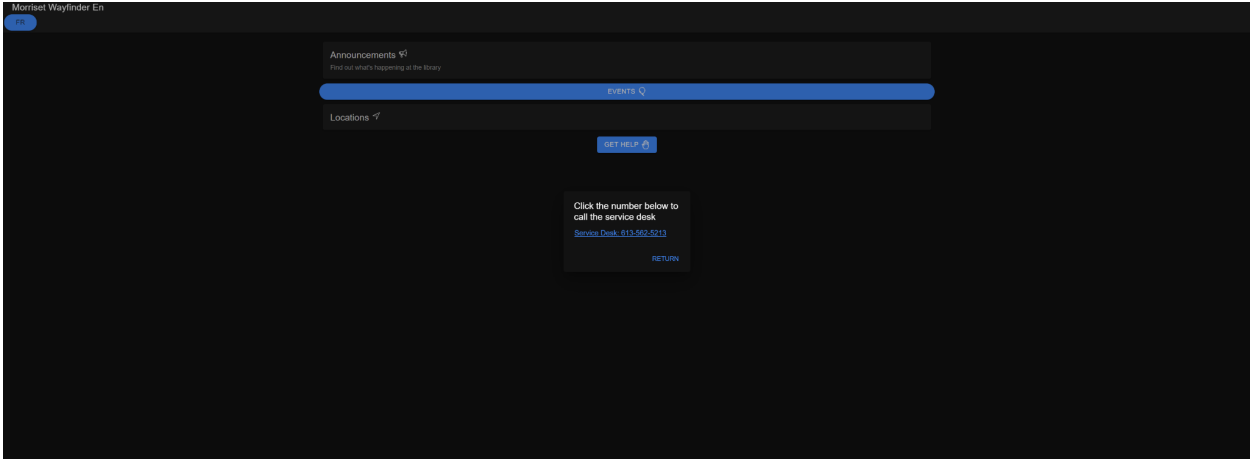 Morriset Wayfinder En
FR
Announcements
Find out what's happening at the library
EVENTS
Locations
GET HELP
Click the number below to
call the service desk
Service Desk: 613-562-5213
RETURN